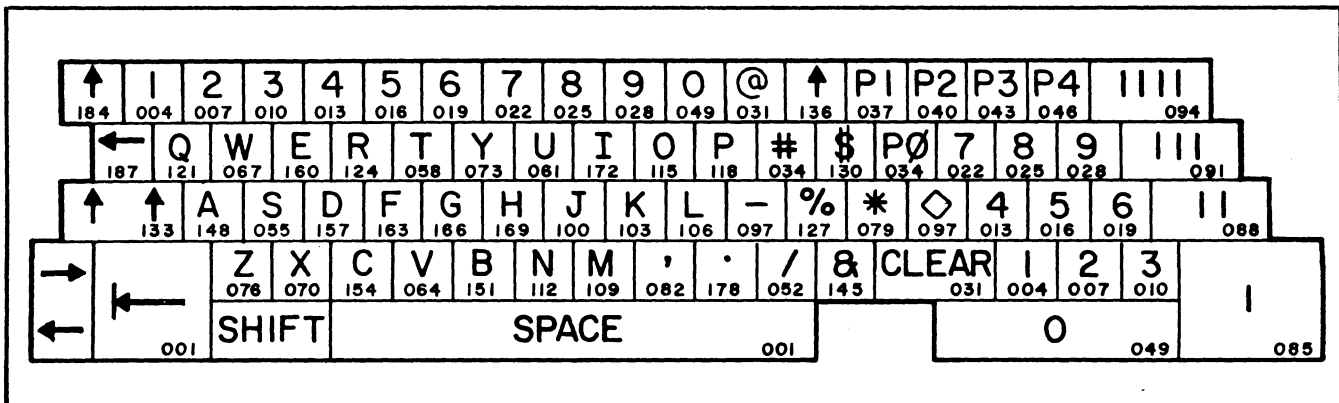 ↑ 1 2 3 4 5 6 7 8 9 0 @ ↑ P1 P2 P3 P4 ||||
184 004 007 010 013 016 019 022 025 028 049 031 136 037 040 043 046 094
← Q W E R T Y U I O P # $ PØ 7 8 9 |||
187 121 067 160 124 058 073 061 172 115 118 034 130 034 022 025 028 091
↑ ↑ A S D F G H J K L – % * ◇ 4 5 6 ||
133 148 055 157 163 166 169 100 103 106 097 127 079 097 013 016 019 088
→ Z X C V B N M , . / & CLEAR 1 2 3
076 070 154 064 151 112 109 082 178 052 145 031 004 007 010
← |← SHIFT SPACE 0 |
001 001 049 085